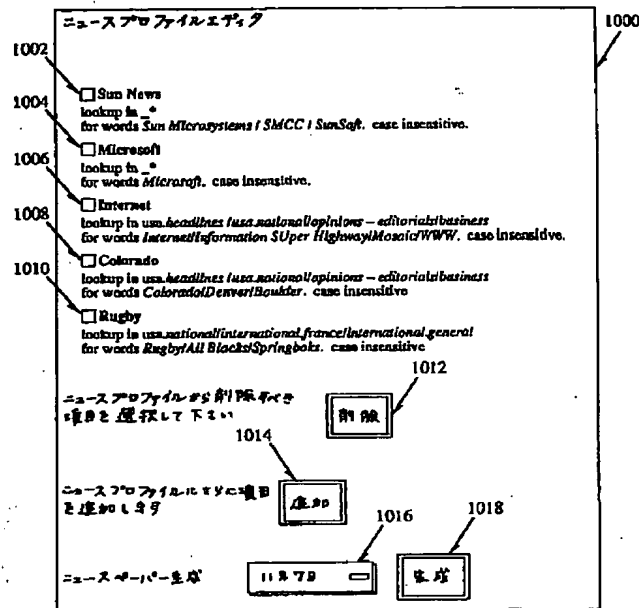 ニュースプロファイルエディタ
1000
1002
Sun News
lookup in _*
for words Sun Microsystems / SMCC / SunSoft. case insensitive.
1004
Microsoft
lookup in _*
for words Microsoft. case insensitive.
1006
Internet
lookup in usa.headlines /usa.national/opinions – editorials/business
for words Internet/Information SUper Highway/Mosaic/WWW. case insensitive.
1008
Colorado
lookup in usa.headlines /usa.national/opinions – editorials/business
for words Colorado/Denver/Boulder. case insensitive
1010
Rugby
lookup in usa.national/international.france/international.general
for words Rugby/All Blacks/Springboks. case insensitive
1012
ニュースプロファイルから削除すべき
項目を選択して下さい
削除
1014
ニュースプロファイルにさらに項目
を追加します
追加
1016
1018
ニュースペーパー生成
11月7日
生成